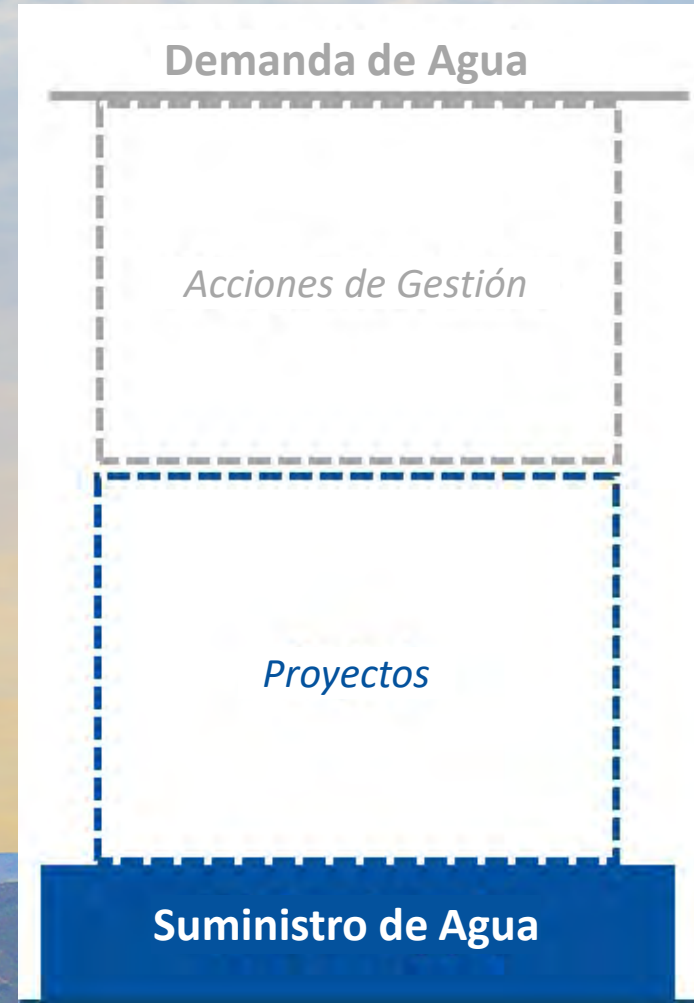 Demanda de Agua
Acciones de Gestión
Proyectos
Suministro de Agua